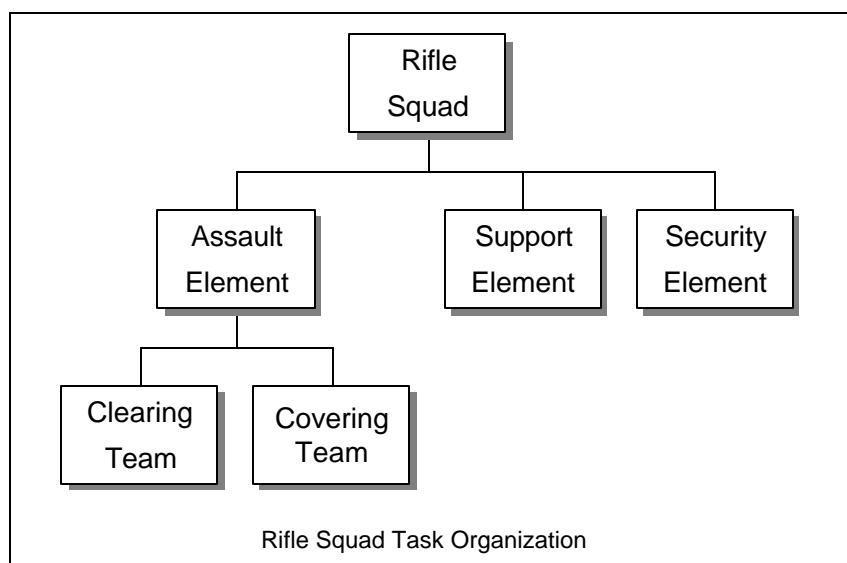 Rifle
Squad
Assault
Element
Support
Element
Security
Element
Clearing
Team
Covering
Team
Rifle Squad Task Organization